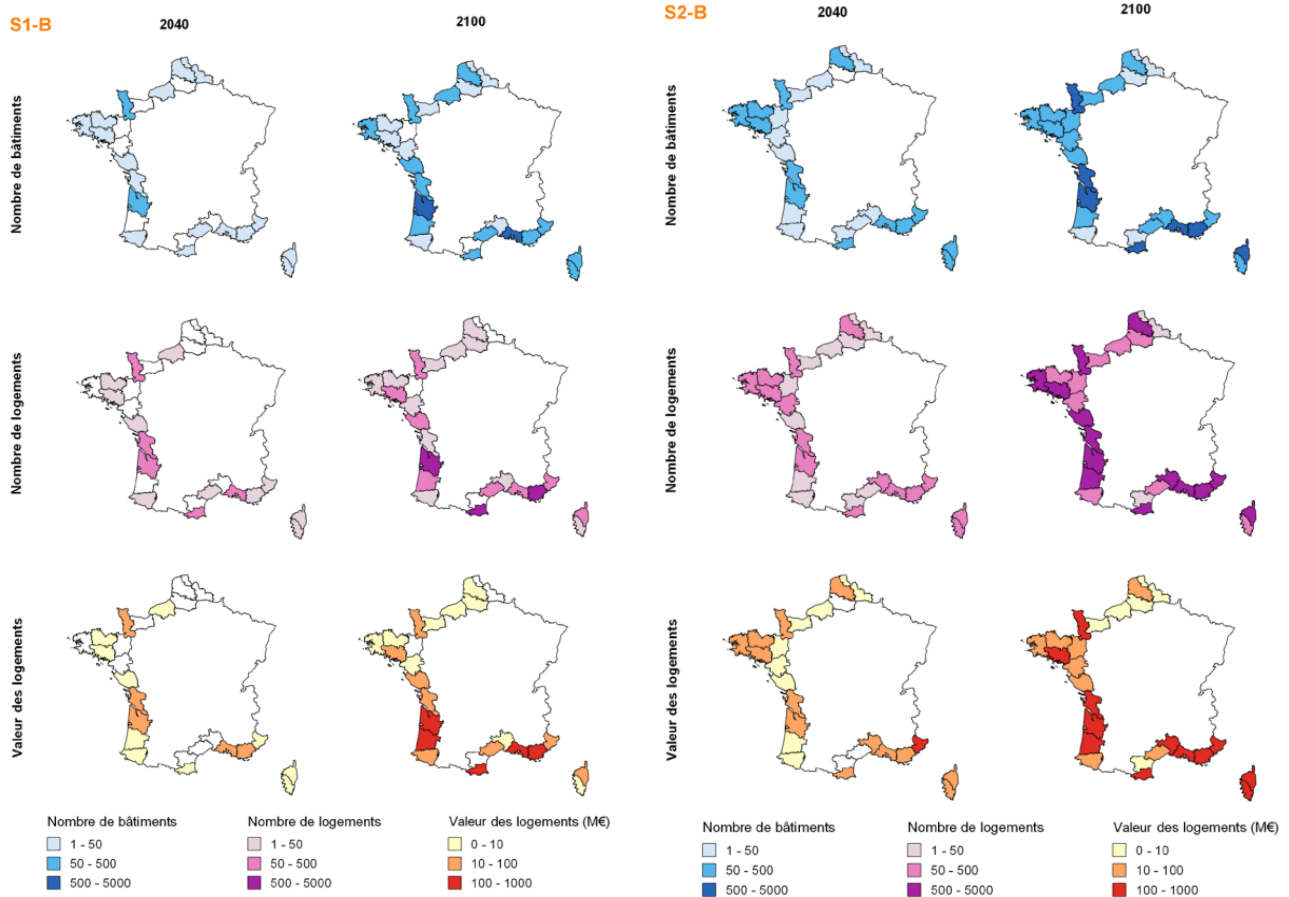 S1-B
2040
2100
Nombre de bâtiments
Nombre de logements
Valeur des logements
Nombre de bâtiments
1 - 50
50 - 500
500 - 5000
Nombre de logements
1 - 50
50 - 500
500 - 5000
Valeur des logements (M€)
0 - 10
10 - 100
100 - 1000
S2-B
2040
2100
Nombre de bâtiments
Nombre de logements
Valeur des logements
Nombre de bâtiments
1 - 50
50 - 500
500 - 5000
Nombre de logements
1 - 50
50 - 500
500 - 5000
Valeur des logements (M€)
0 - 10
10 - 100
100 - 1000